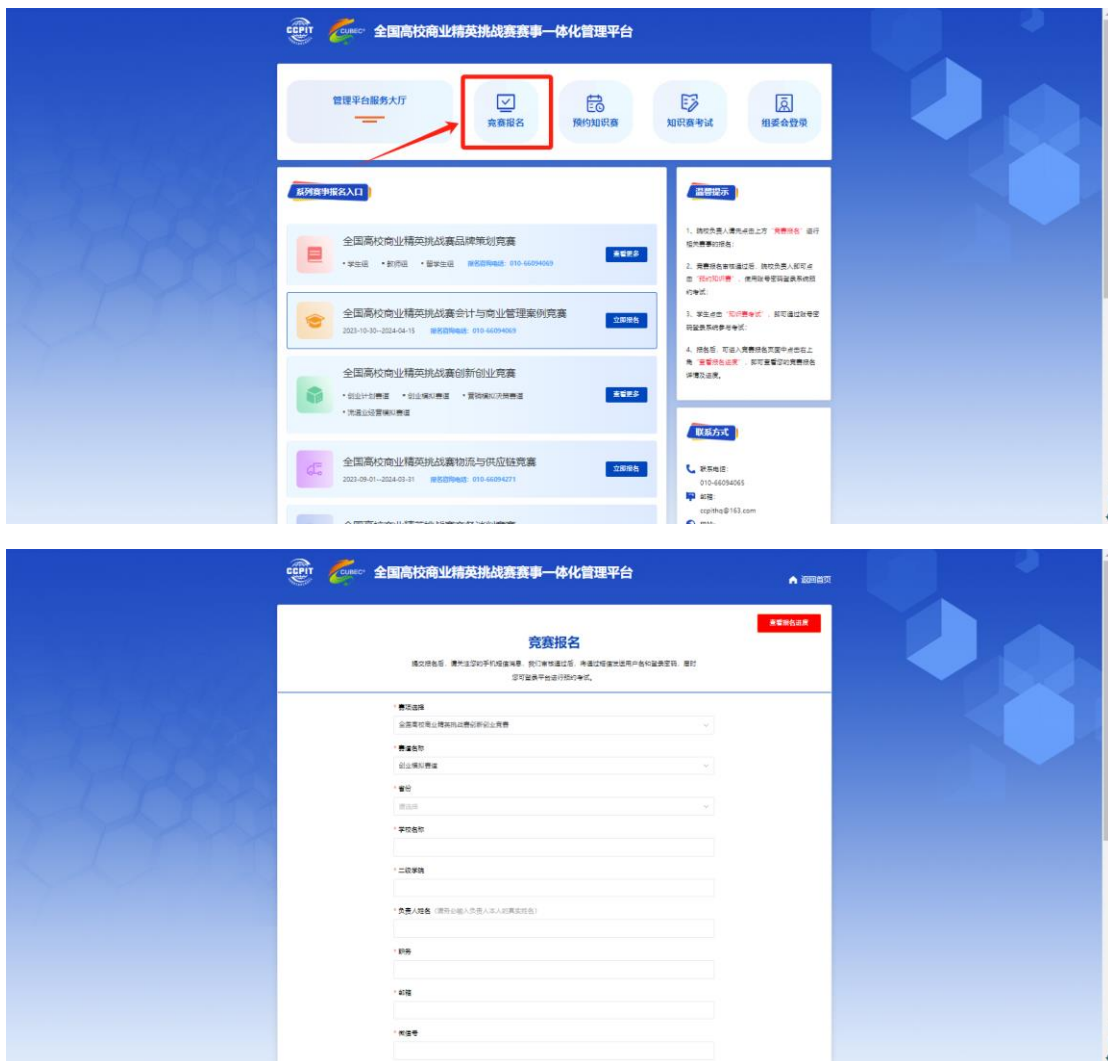 CCPIT CUBEC 全国高校商业精英挑战赛赛事一体化管理平台
管理平台服务大厅
竞赛报名
预约知识赛
知识赛考试
组委会登录
系列赛事报名入口
全国高校商业精英挑战赛品牌策划竞赛
•学生组 •教师组 •留学生组 报名咨询电话：010-66094069
查看更多
全国高校商业精英挑战赛会计与商业管理案例竞赛
2023-10-30--2024-04-15 报名咨询电话：010-66094069
立即报名
全国高校商业精英挑战赛创新创业竞赛
•创业计划赛道 •创业模拟赛道 •营销模拟决策赛道
•流通业经营模拟赛道
查看更多
全国高校商业精英挑战赛物流与供应链竞赛
2023-09-01--2024-03-31 报名咨询电话：010-66094271
立即报名
温馨提示
1、院校负责人需先点击上方“竞赛报名”进行
相关赛事的报名；
2、竞赛报名审核通过后，院校负责人即可点
击“预约知识赛”，使用账号密码登录系统预
约考试；
3、学生点击“知识赛考试”，即可通过账号密
码登录系统参与考试；
4、报名后，可进入竞赛报名页面中点击右上
角“查看报名进度”，即可查看您的竞赛报名
详情及进度。
联系方式
联系电话：
010-66094065
邮箱：
ccpithq@163.com
CCPIT CUBEC 全国高校商业精英挑战赛赛事一体化管理平台
返回首页
查看报名进度
竞赛报名
提交报名后，请关注您的手机短信消息，我们审核通过后，将通过短信发送用户名和登录密码，届时
您可登录平台进行预约考试。
* 赛项选择
全国高校商业精英挑战赛创新创业竞赛
* 赛道名称
创业模拟赛道
* 省份
请选择
* 学校名称
* 二级学院
* 负责人姓名（请务必输入负责人本人的真实姓名）
* 职务
* 邮箱
* 微信号